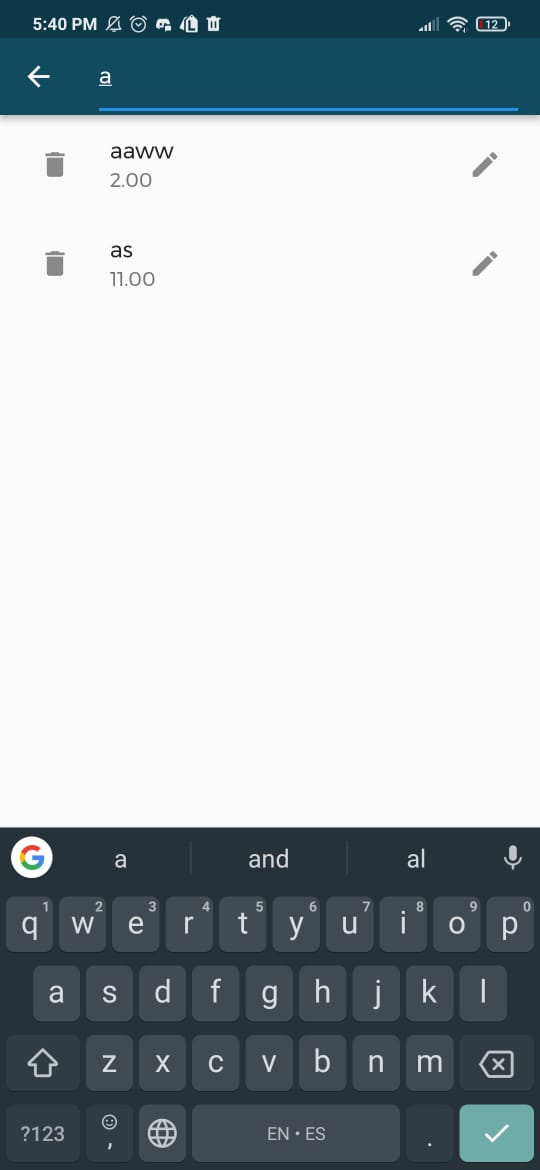 5:40 PM 12
a
aaww
2.00
as
11.00
G a and al
q1 w2 e3 r4 t5 y6 u7 i8 o9 p0
a s d f g h j k l
z x c v b n m
?123 , EN • ES .